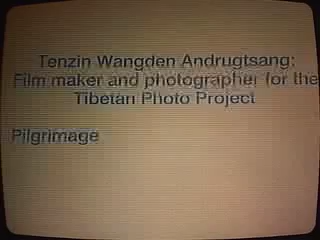 Tenzin Wangden Andrugtsang;
Film maker and photographer for the
Tibetan Photo Project
Pilgrimage